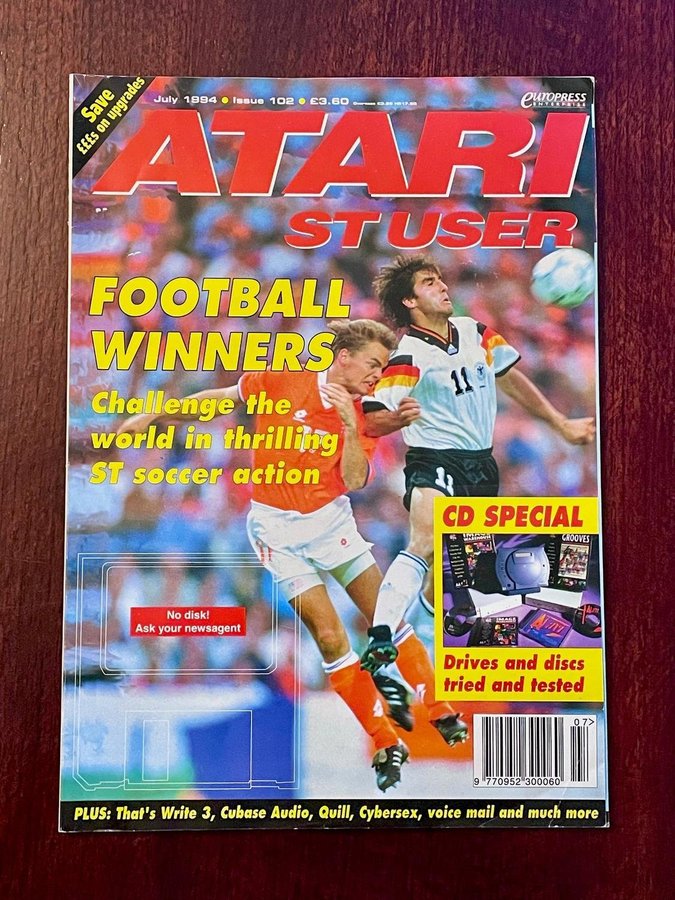 Save
£££s on upgrades
July 1994 • Issue 102 • £3.60
europress
ENTERPRISE
ATARI
ST USER
FOOTBALL
WINNERS
Challenge the
world in thrilling
ST soccer action
11
11
CD SPECIAL
GROOVES
IMAGE
Drives and discs
tried and tested
No disk!
Ask your newsagent
07>
9 770952 300060
PLUS: That's Write 3, Cubase Audio, Quill, Cybersex, voice mail and much more